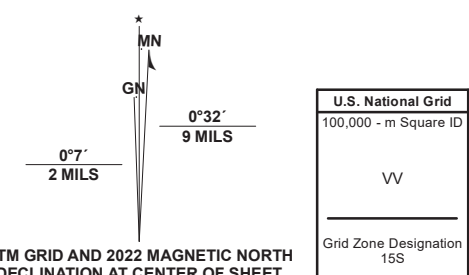 ★
MN
GN
0°32´
9 MILS
0°7´
2 MILS
TM GRID AND 2022 MAGNETIC NORTH
DECLINATION AT CENTER OF SHEET
U.S. National Grid
100,000 - m Square ID
VV
Grid Zone Designation
15S